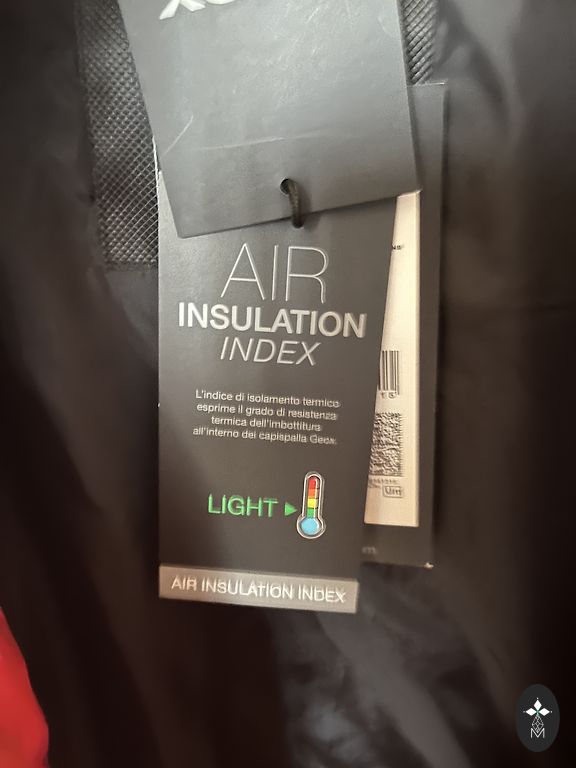 AIR
INSULATION
INDEX
L'indice di isolamento termico
esprime il grado di resistenza
termica dell'imbottitura
all'interno dei capispalla Geox.
LIGHT
AIR INSULATION INDEX
M